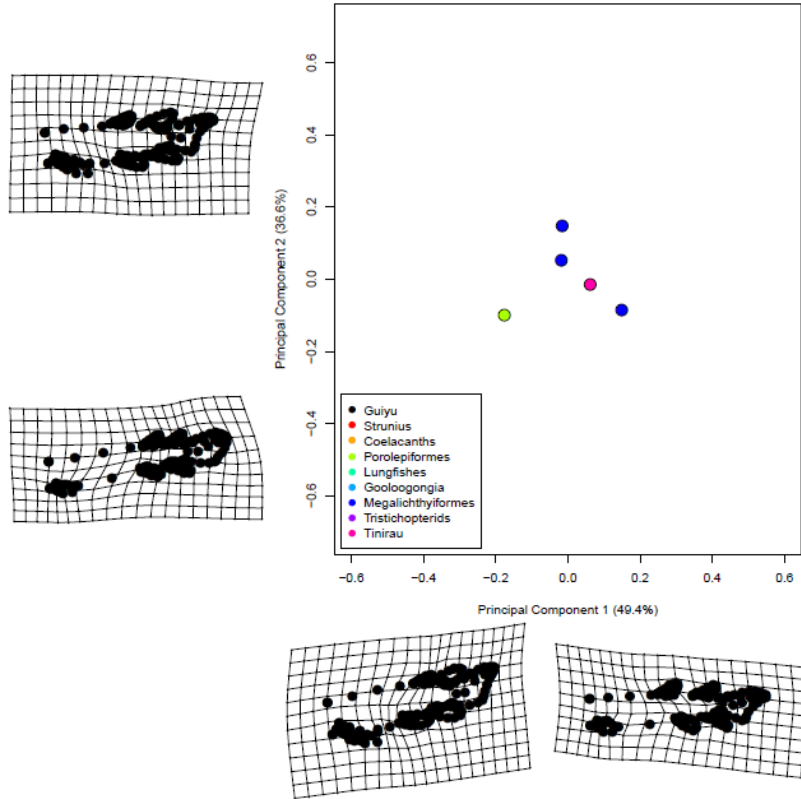 0.6
0.4
0.2
0.0
−0.2
−0.4
−0.6
Principal Component 2 (36.6%)
Guiyu
Strunius
Coelacanths
Porolepiformes
Lungfishes
Gooloogongia
Megalichthyiformes
Tristichopterids
Tinirau
−0.6 −0.4 −0.2 0.0 0.2 0.4 0.6
Principal Component 1 (49.4%)